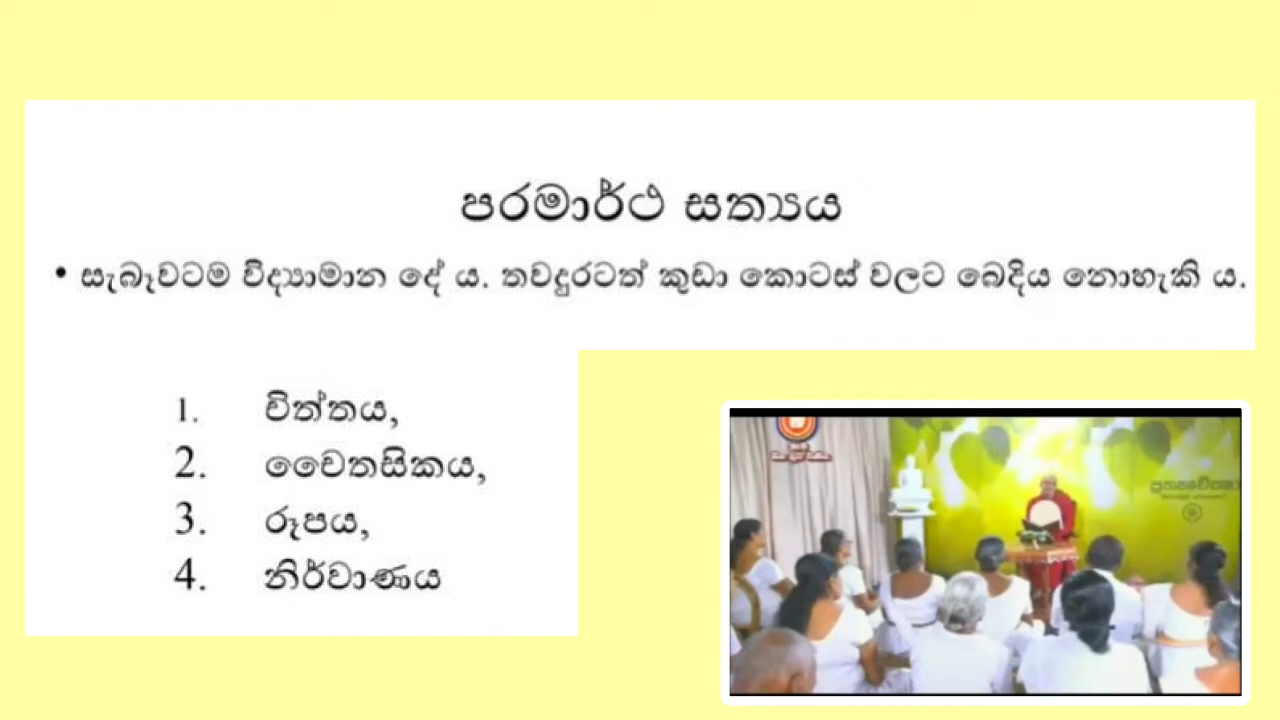 පරමාර්ථ සත්‍යය
• සැබෑවටම විද්‍යාමාන දේ ය. තවදුරටත් කුඩා කොටස් වලට බෙදිය නොහැකි ය.
1. චිත්තය,
2. චෛතසිකය,
3. රූපය,
4. නිර්වාණය